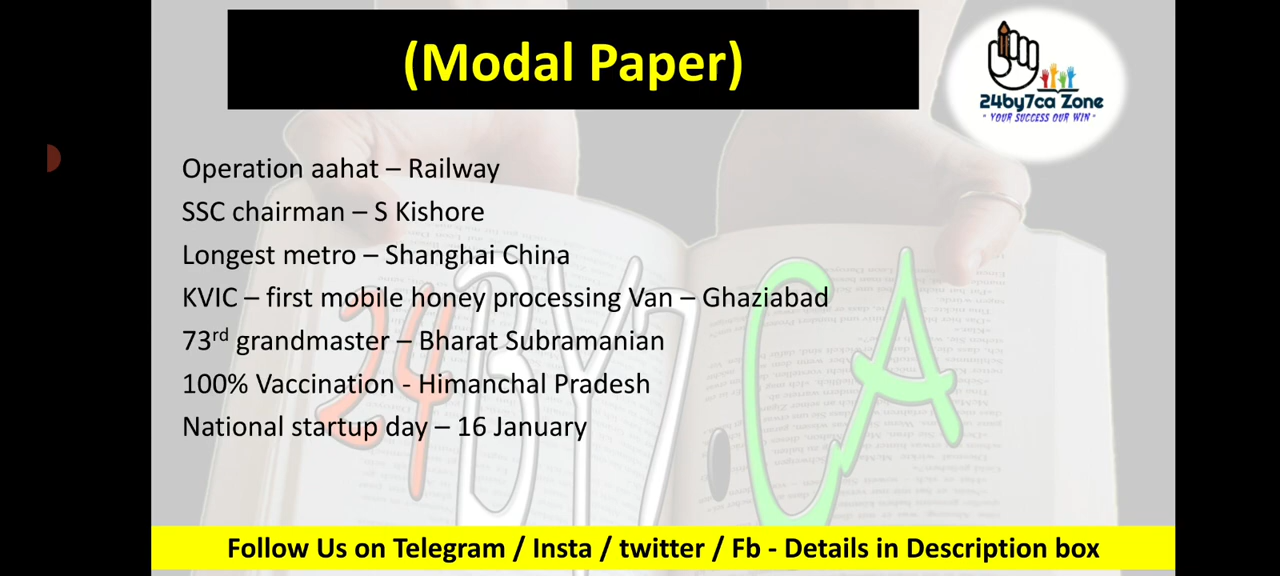 (Modal Paper)
24by7ca Zone
"YOUR SUCCESS OUR WIN"
Operation aahat – Railway
SSC chairman – S Kishore
Longest metro – Shanghai China
KVIC – first mobile honey processing Van – Ghaziabad
73rd grandmaster – Bharat Subramanian
100% Vaccination - Himanchal Pradesh
National startup day – 16 January
24BY7.CA
Follow Us on Telegram / Insta / twitter / Fb - Details in Description box